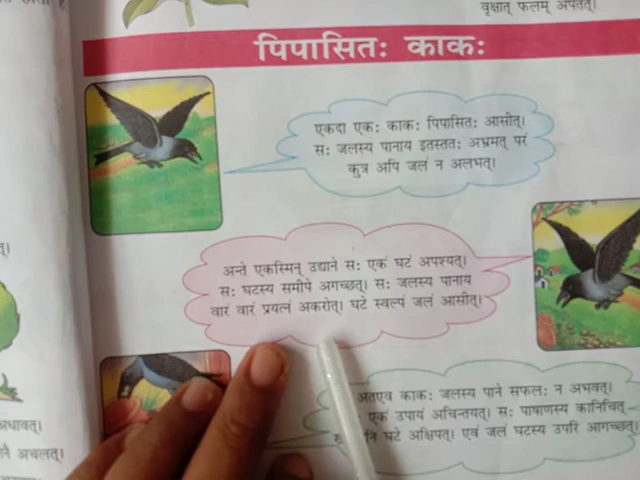 वृक्षात् फलम् अपतत्।
पिपासितः काकः
एकदा एकः काकः पिपासितः आसीत्।
सः जलस्य पानाय इतस्ततः अभ्रमत् परं
कुत्र अपि जलं न अलभत्।
अन्ते एकस्मिन् उद्याने सः एकं घटं अपश्यत्।
सः घटस्य समीपे अगच्छत्। सः जलस्य पानाय
वारं वारं प्रयत्नं अकरोत्। घटे स्वल्पं जलं आसीत्।
अतएव काकः जलस्य पाने सफलः न अभवत्।
एकं उपायं अचिन्तयत्। सः पाषाणस्य कानिचित्
घटे अक्षिपत्। एवं जलं घटस्य उपरि आगच्छत्।
अधावत्।
अचलत्।